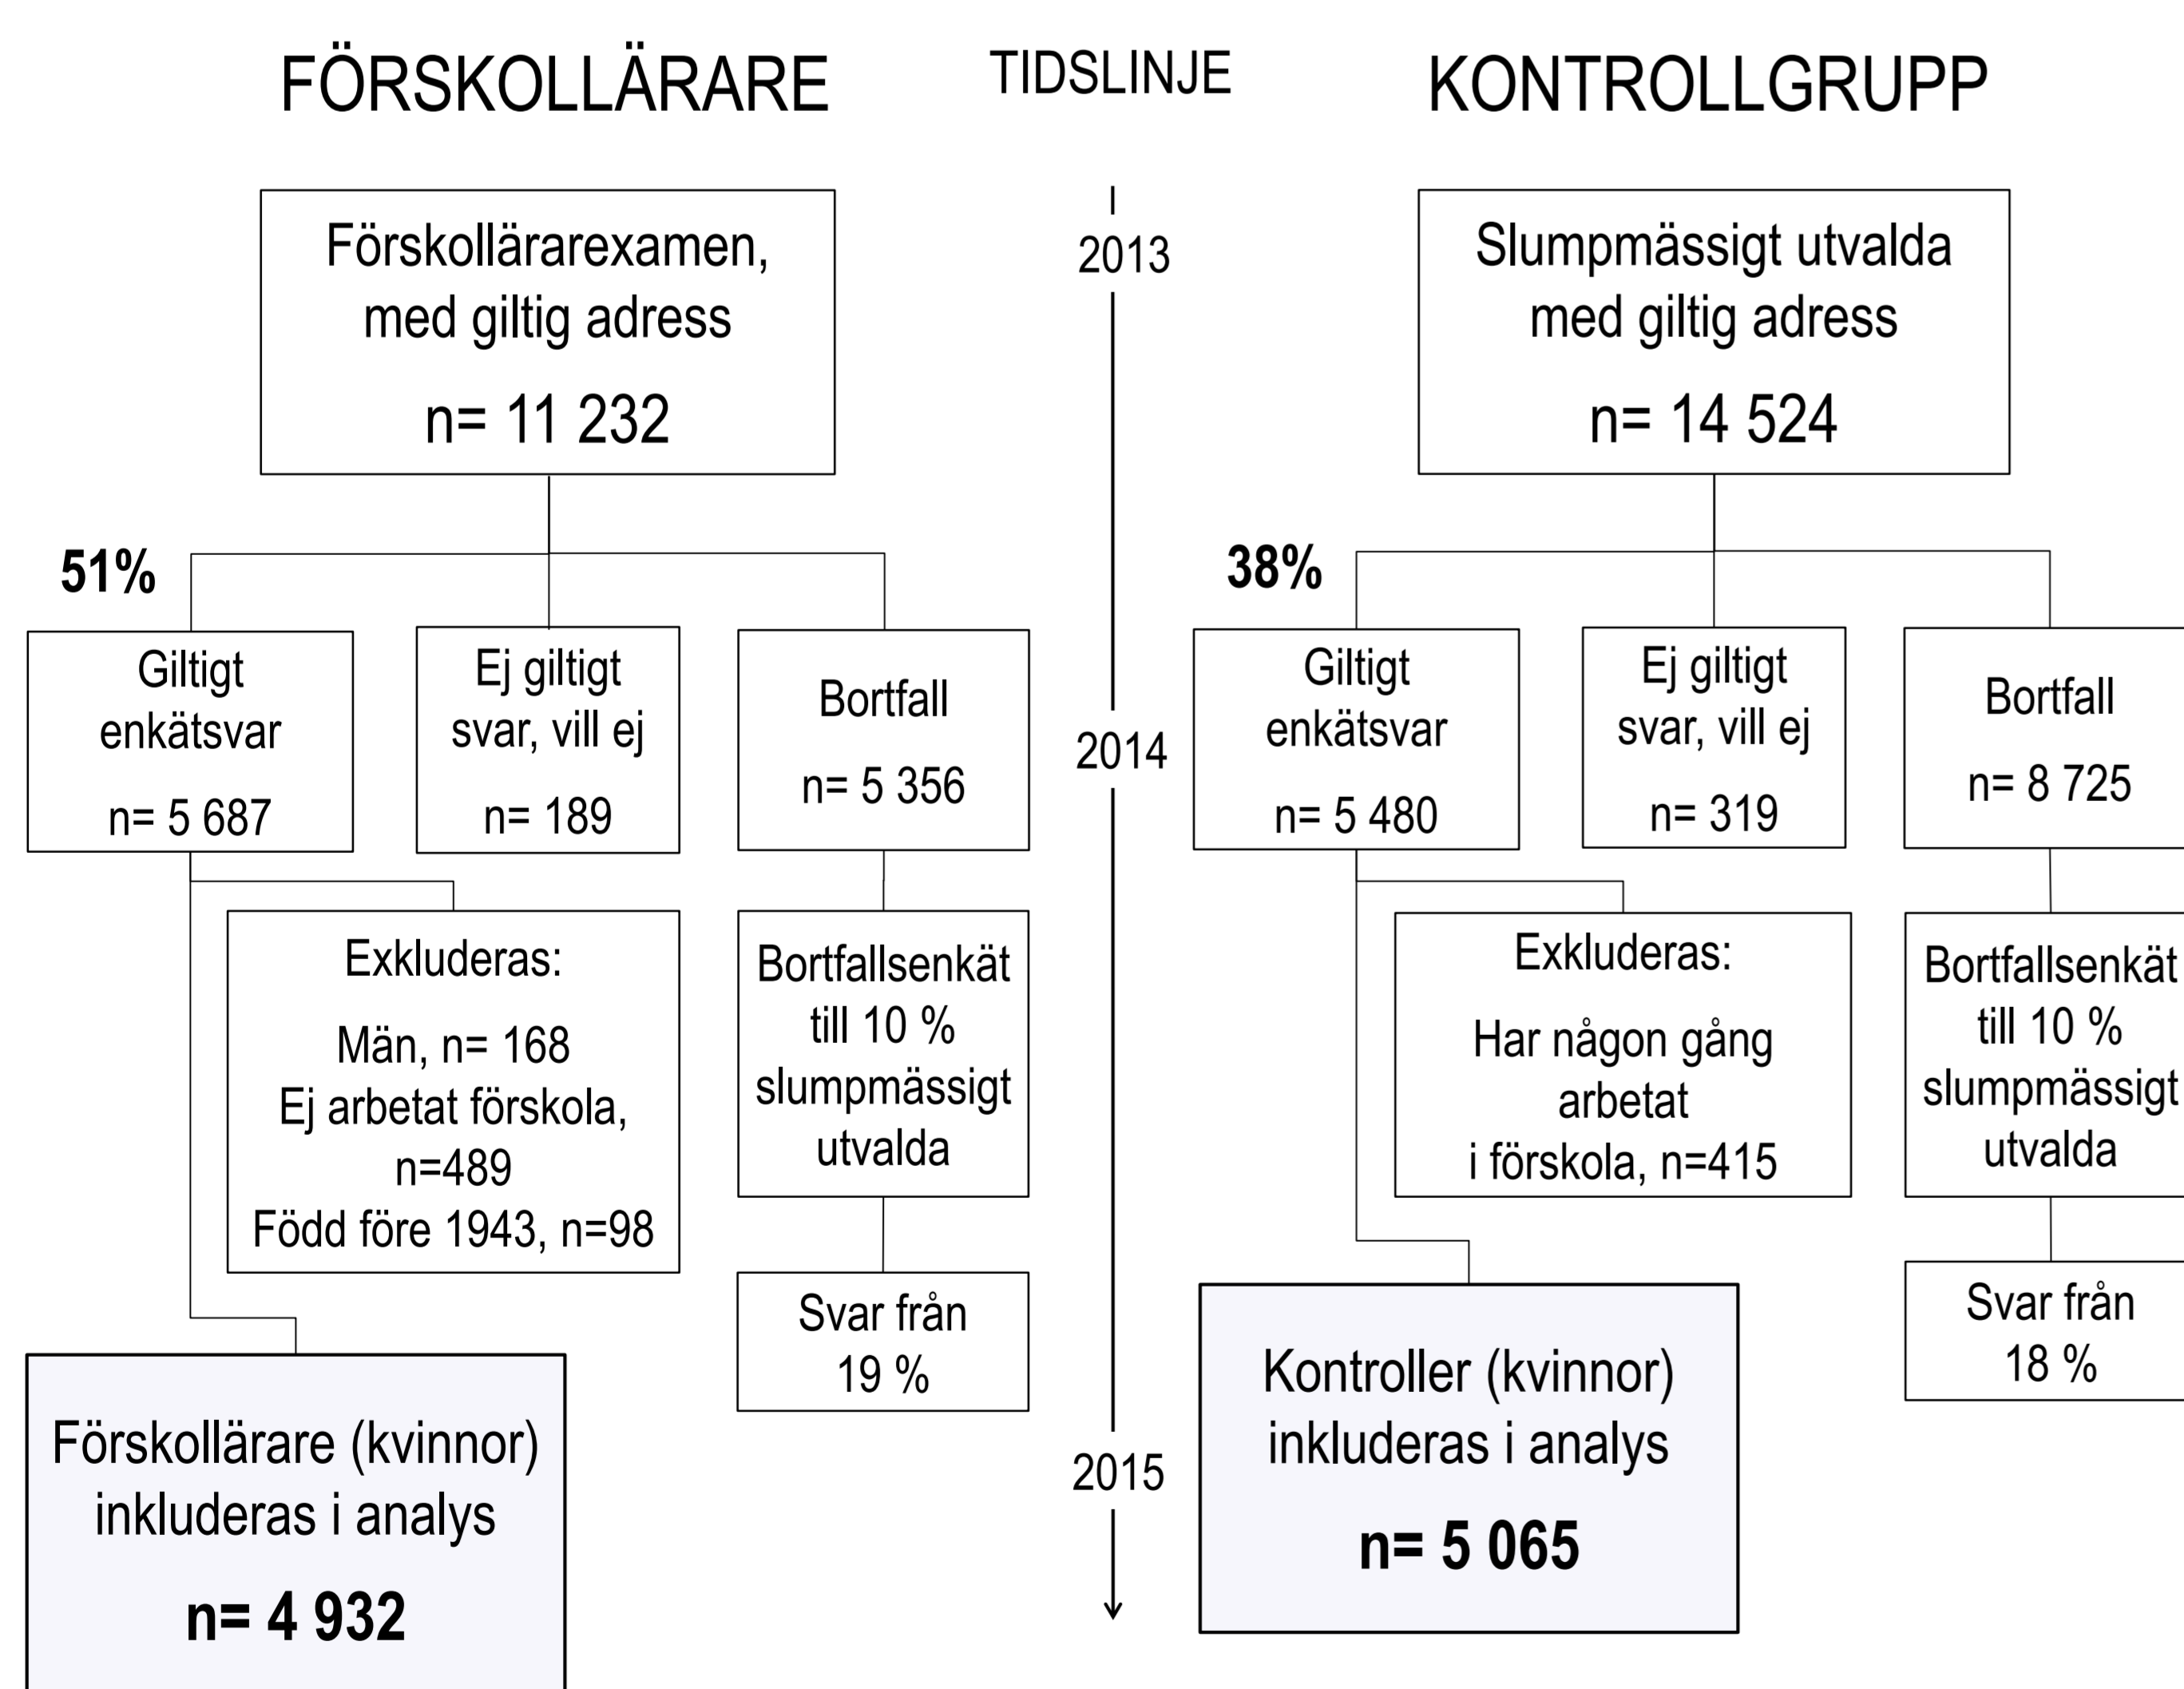 FÖRSKOLLÄRARE
TIDSLINJE
KONTROLLGRUPP
Förskollärarexamen,
med giltig adress
n= 11 232
2013
Slumpmässigt utvalda
med giltig adress
n= 14 524
51%
Giltigt
enkätsvar
n= 5 687
Ej giltigt
svar, vill ej
n= 189
Bortfall
n= 5 356
2014
38%
Giltigt
enkätsvar
n= 5 480
Ej giltigt
svar, vill ej
n= 319
Bortfall
n= 8 725
Exkluderas:
Män, n= 168
Ej arbetat förskola,
n=489
Född före 1943, n=98
Bortfallsenkät
till 10 %
slumpmässigt
utvalda
Svar från
19 %
Exkluderas:
Har någon gång
arbetat
i förskola, n=415
Bortfallsenkät
till 10 %
slumpmässigt
utvalda
Svar från
18 %
Förskollärare (kvinnor)
inkluderas i analys
n= 4 932
2015
Kontroller (kvinnor)
inkluderas i analys
n= 5 065